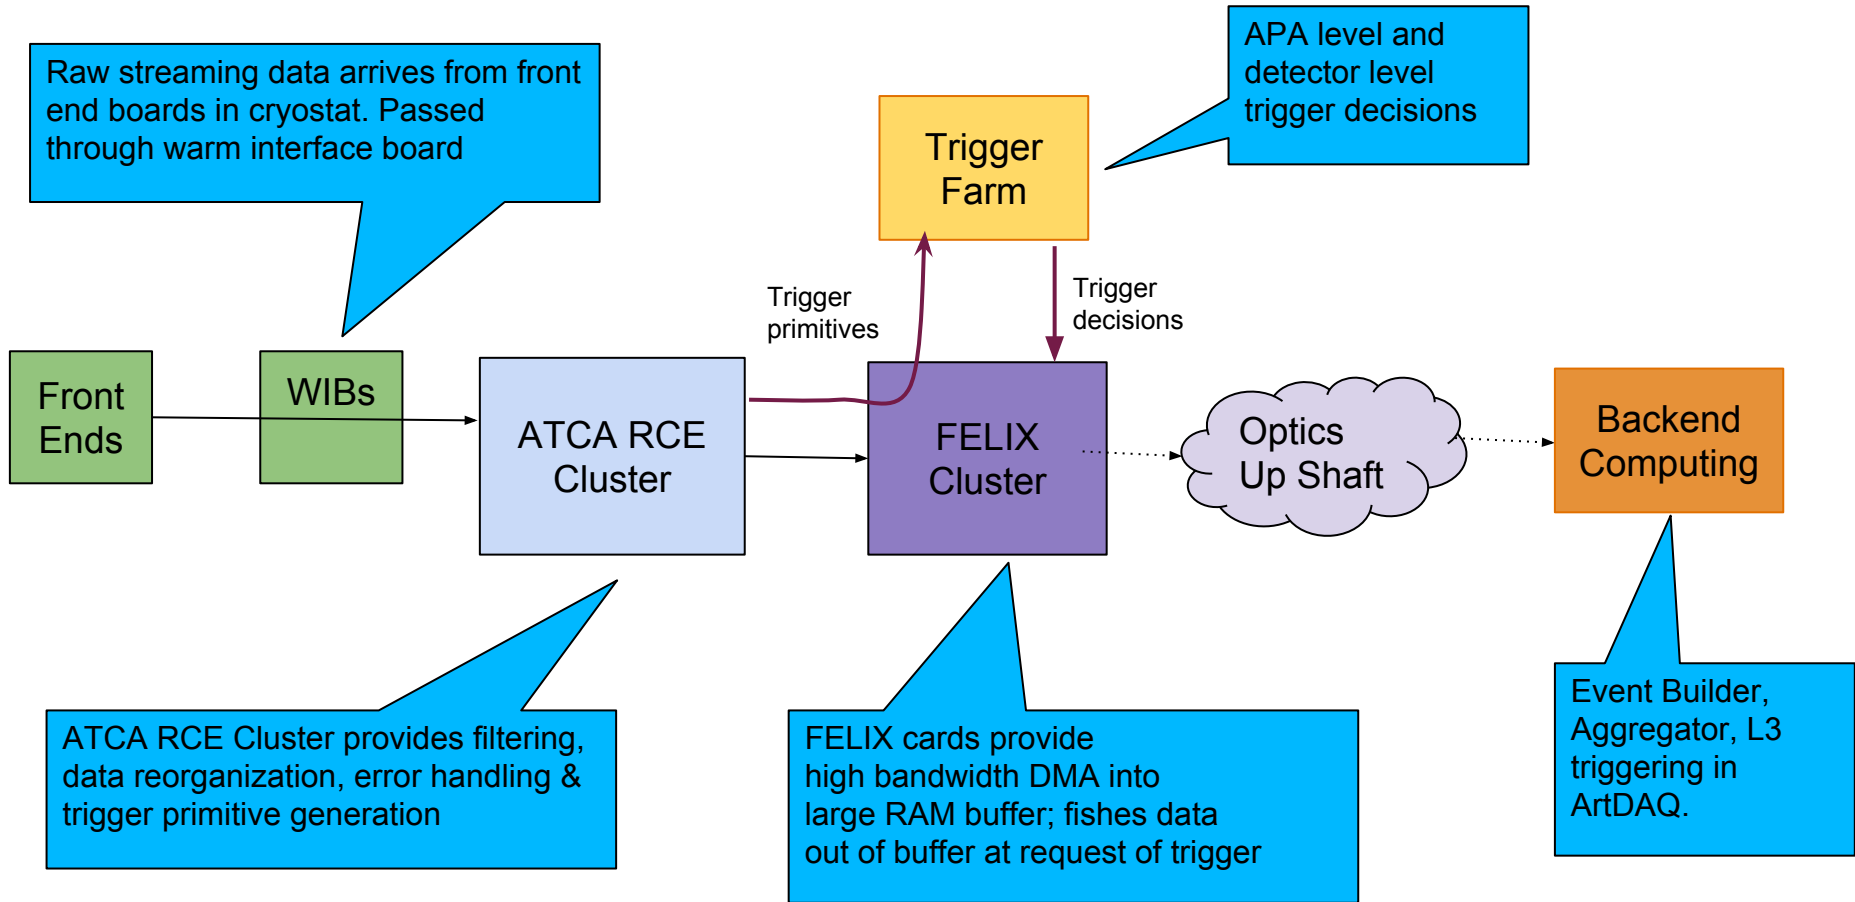 Raw streaming data arrives from front
end boards in cryostat. Passed
through warm interface board
APA level and
detector level
trigger decisions
Trigger
Farm
Trigger
primitives
Trigger
decisions
Front
Ends
WIBs
ATCA RCE
Cluster
FELIX
Cluster
Optics
Up Shaft
Backend
Computing
ATCA RCE Cluster provides filtering,
data reorganization, error handling &
trigger primitive generation
FELIX cards provide
high bandwidth DMA into
large RAM buffer; fishes data
out of buffer at request of trigger
Event Builder,
Aggregator, L3
triggering in
ArtDAQ.